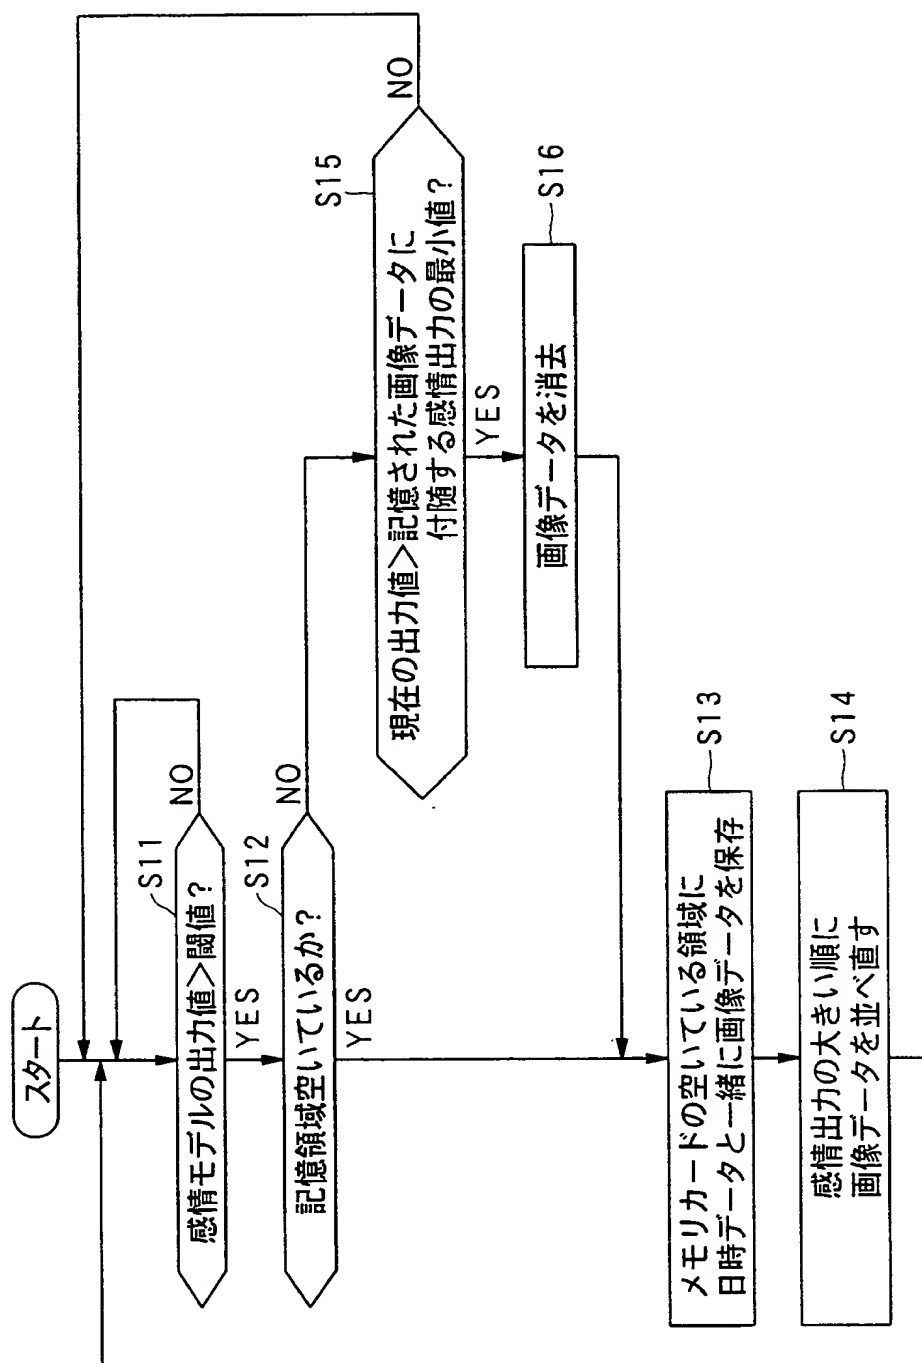 スタート
S11
感情モデルの出力値>閾値?
NO
YES
S12
記憶領域空いているか?
NO
YES
S15
現在の出力値>記憶された画像データに
付随する感情出力の最小値?
NO
YES
S16
画像データを消去
S13
メモリカードの空いている領域に
日時データと一緒に画像データを保存
S14
感情出力の大きい順に
画像データを並べ直す